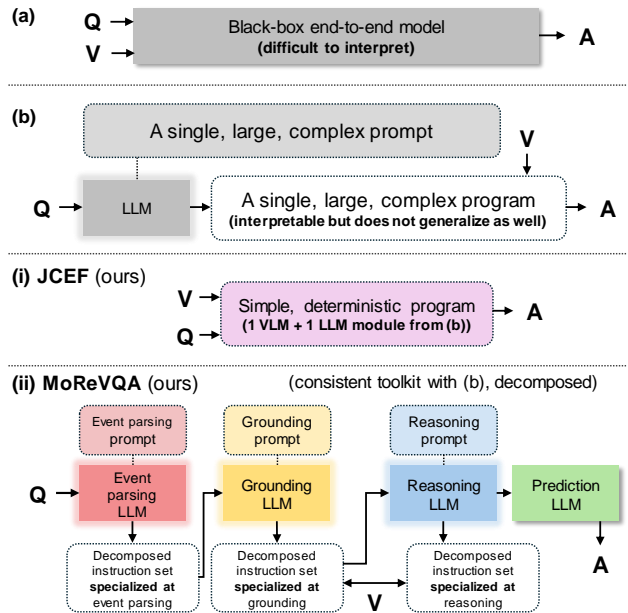 (a)
Q
V
Black-box end-to-end model
(difficult to interpret)
A
(b)
A single, large, complex prompt
V
Q
LLM
A single, large, complex program
(interpretable but does not generalize as well)
A
(i) JCEF (ours)
V
Q
Simple, deterministic program
(1 VLM + 1 LLM module from (b))
A
(ii) MoReVQA (ours)
(consistent toolkit with (b), decomposed)
Event parsing
prompt
Grounding
prompt
Reasoning
prompt
Q
Event
parsing
LLM
Grounding
LLM
Reasoning
LLM
Prediction
LLM
Decomposed
instruction set
specialized at
event parsing
Decomposed
instruction set
specialized at
grounding
V
Decomposed
instruction set
specialized at
reasoning
A